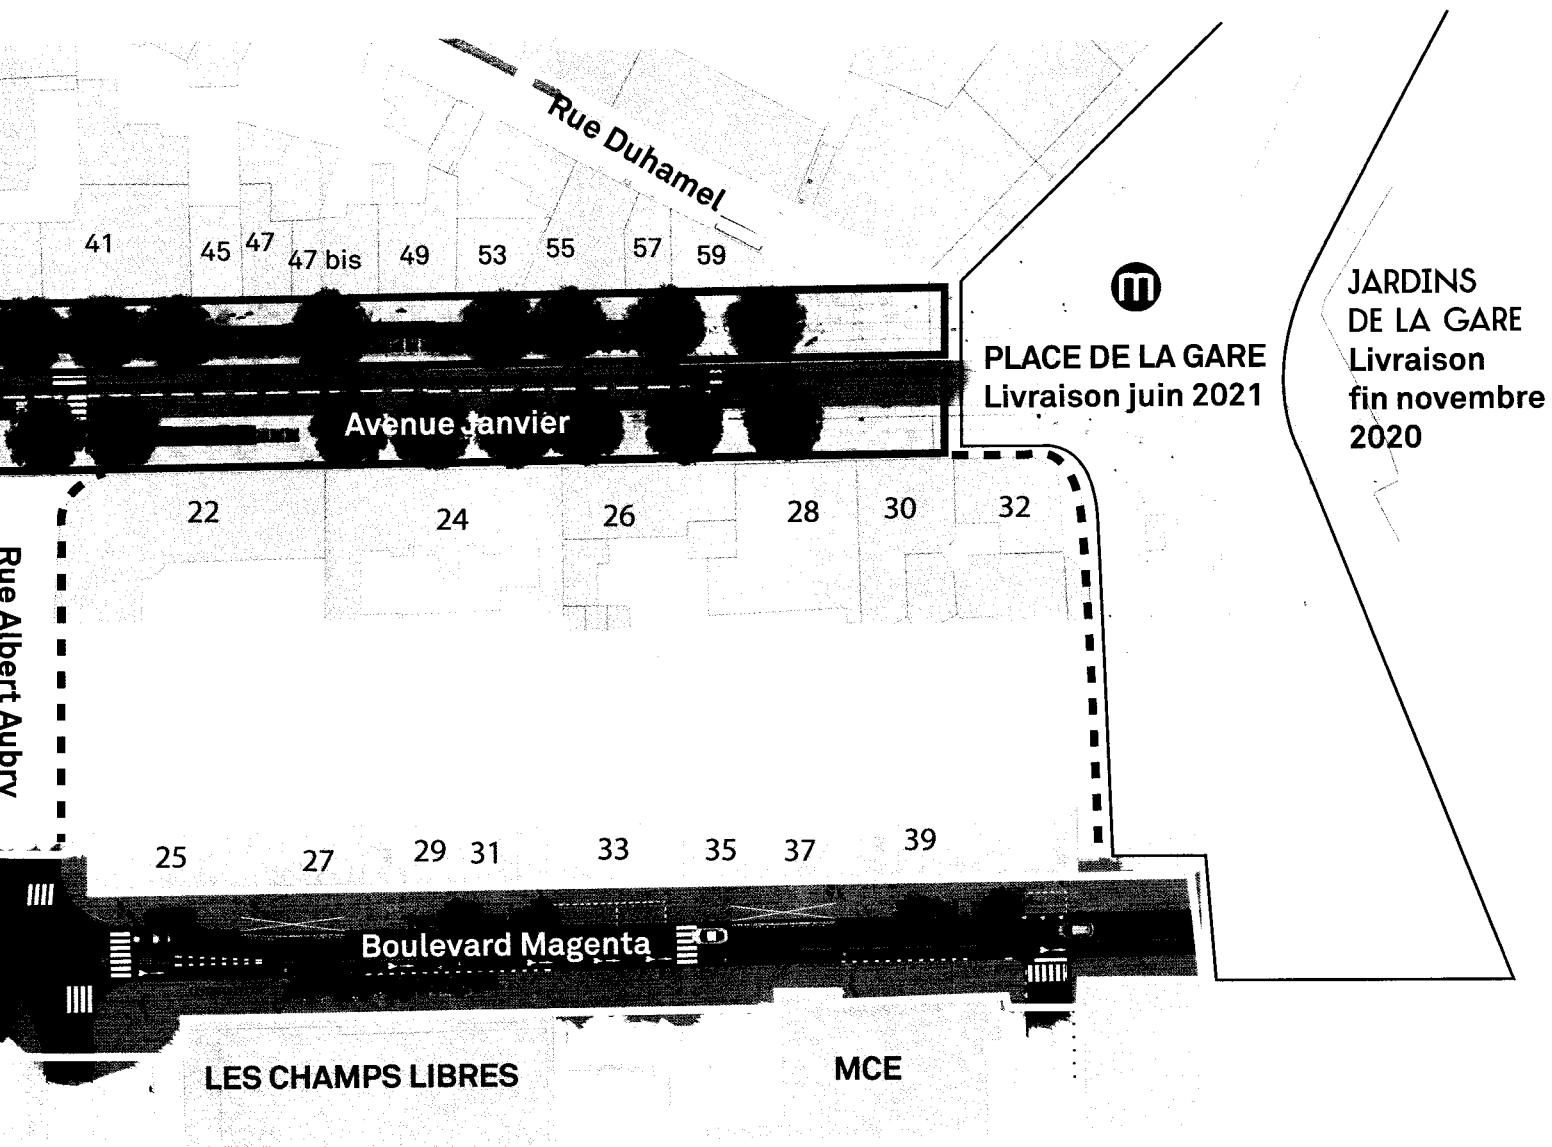 Rue Duhamel
41
45
47
47 bis
49
53
55
57
59
m
JARDINS
DE LA GARE
Livraison
fin novembre
2020
PLACE DE LA GARE
Livraison juin 2021
Avenue Janvier
22
24
26
28
30
32
Rue Albert Aubry
25
27
29
31
33
35
37
39
Boulevard Magenta
LES CHAMPS LIBRES
MCE